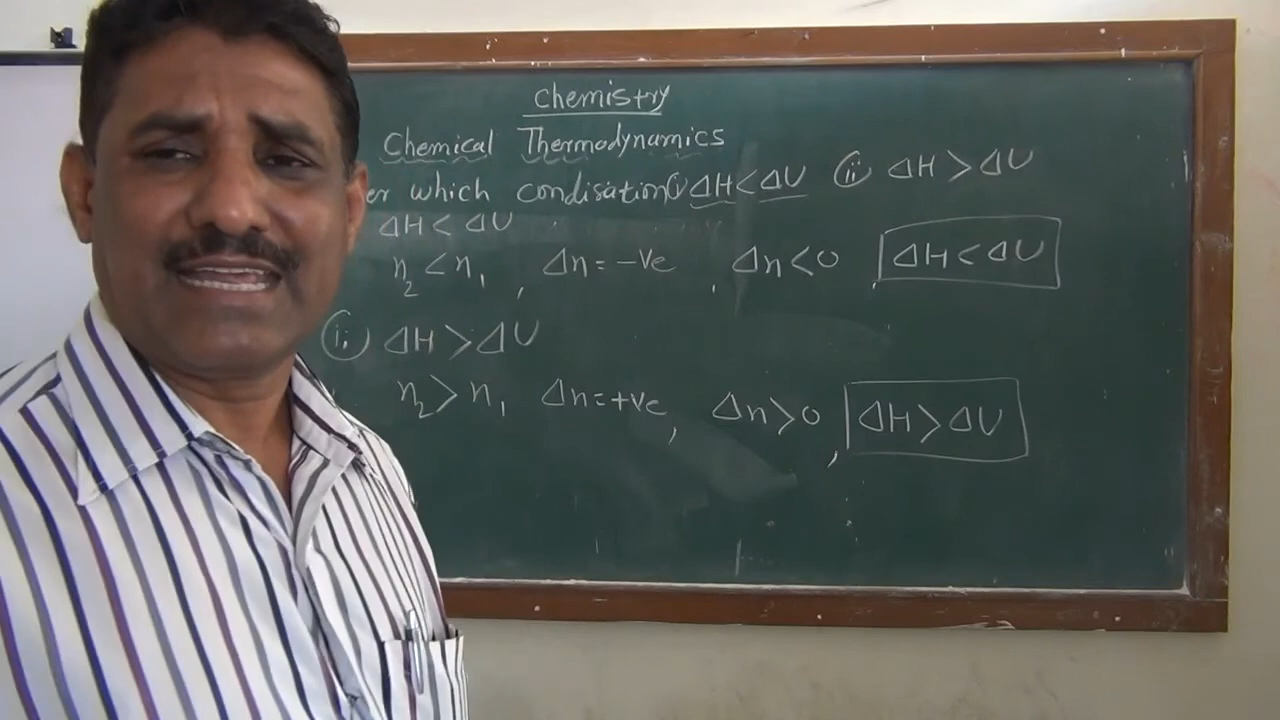 Chemistry
Chemical Thermodynamics
er which condisation (i) ΔH < ΔU (ii) ΔH > ΔU
ΔH < ΔU
n₂ < n₁, Δn = -ve, Δn < 0, ΔH < ΔU
ΔH > ΔU
n₂ > n₁ Δn = +ve, Δn > 0, ΔH > ΔU